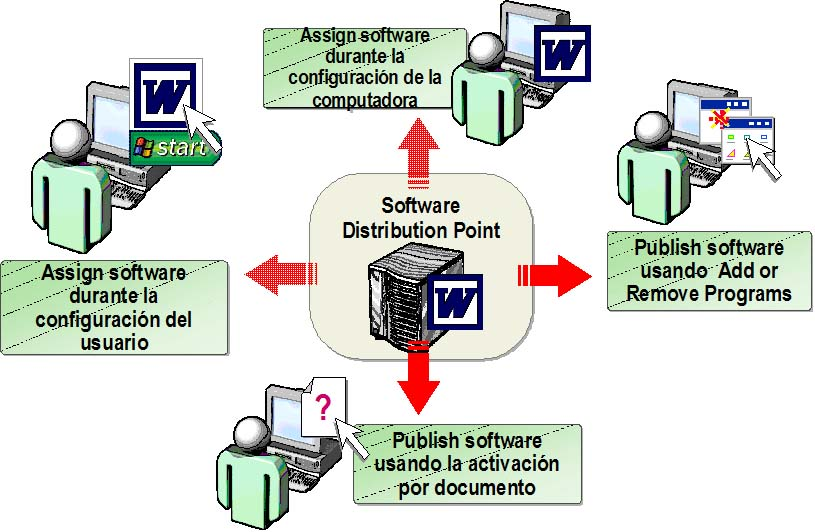 Assign software
durante la
configuración de la
computadora
W
W
start
Assign software
durante la
configuración del
usuario
Software
Distribution Point
W
Publish software
usando Add or
Remove Programs
?
Publish software
usando la activación
por documento